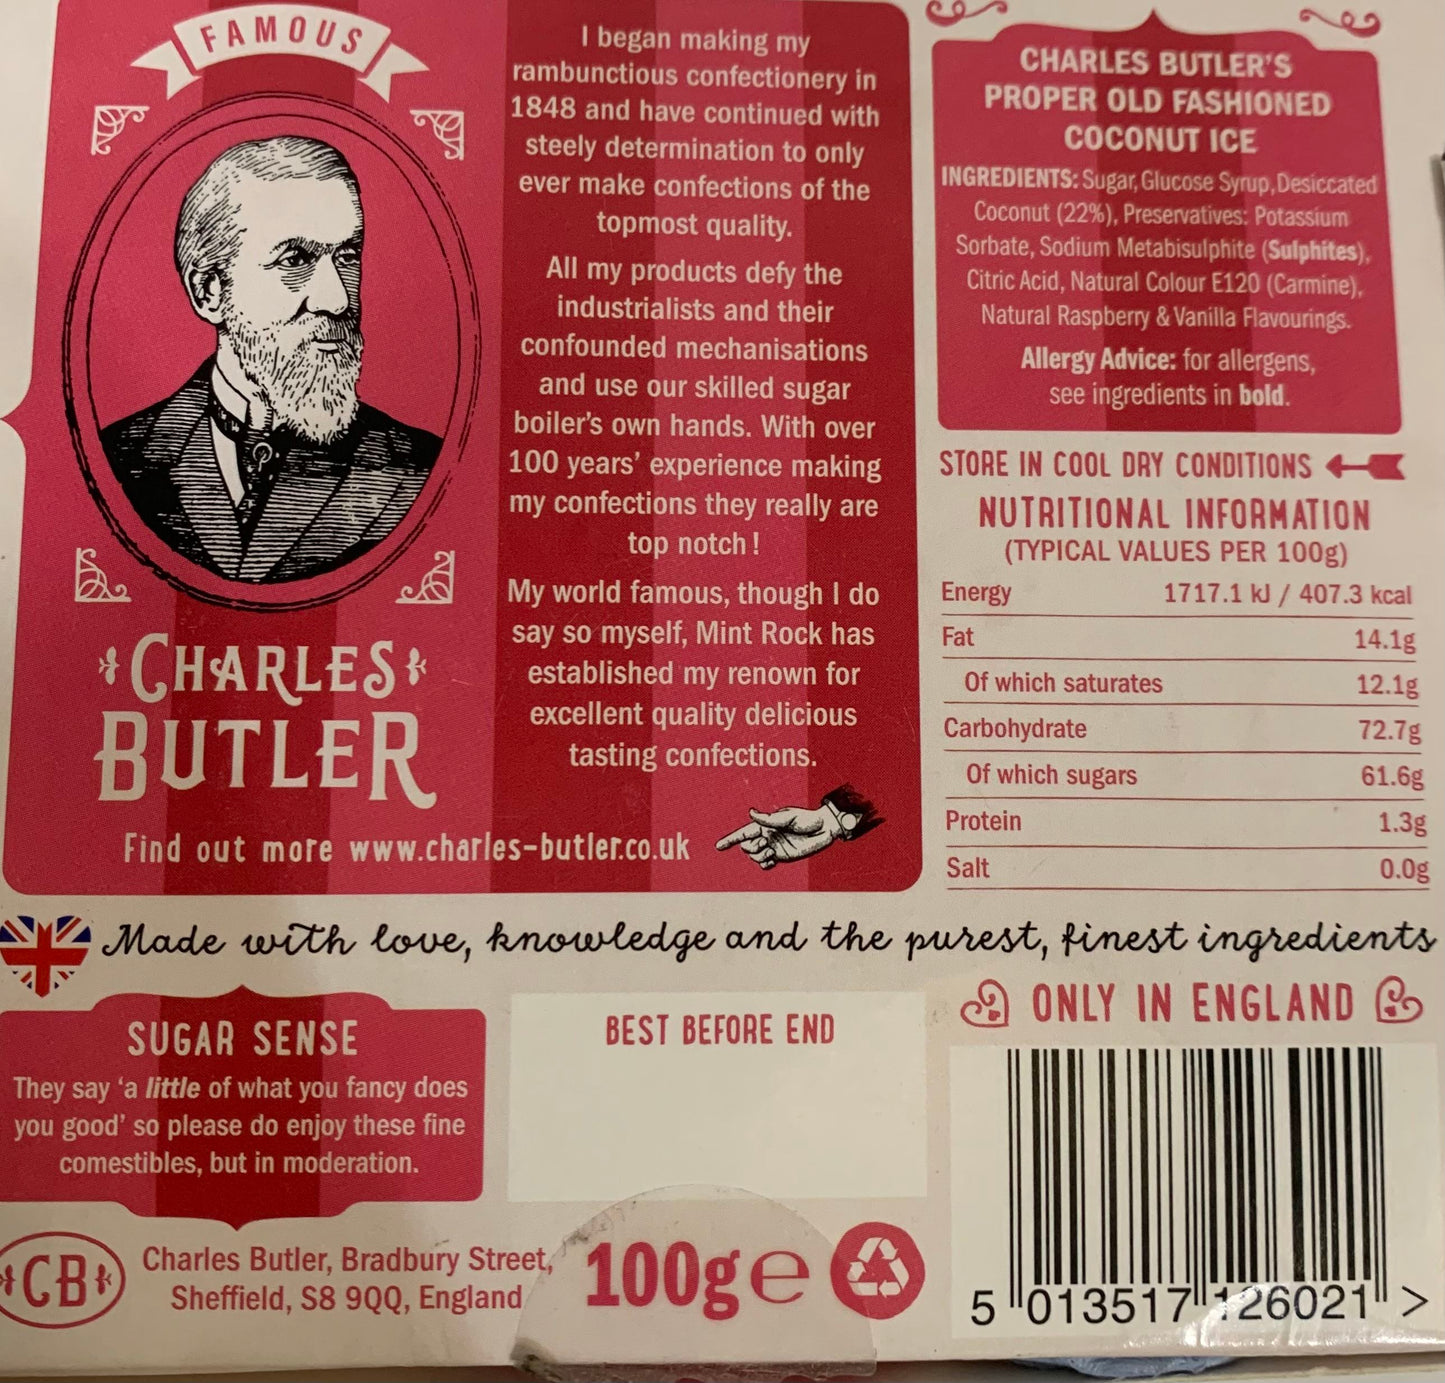 FAMOUS
CHARLES
BUTLER
Find out more www.charles-butler.co.uk
I began making my
rambunctious confectionery in
1848 and have continued with
steely determination to only
ever make confections of the
topmost quality.
All my products defy the
industrialists and their
confounded mechanisations
and use our skilled sugar
boiler's own hands. With over
100 years' experience making
my confections they really are
top notch!
My world famous, though I do
say so myself, Mint Rock has
established my renown for
excellent quality delicious
tasting confections.
CHARLES BUTLER'S
PROPER OLD FASHIONED
COCONUT ICE
INGREDIENTS: Sugar, Glucose Syrup, Desiccated
Coconut (22%), Preservatives: Potassium
Sorbate, Sodium Metabisulphite (Sulphites),
Citric Acid, Natural Colour E120 (Carmine),
Natural Raspberry & Vanilla Flavourings.
Allergy Advice: for allergens,
see ingredients in bold.
STORE IN COOL DRY CONDITIONS
NUTRITIONAL INFORMATION
(TYPICAL VALUES PER 100g)
Energy 1717.1 kJ / 407.3 kcal
Fat 14.1g
Of which saturates 12.1g
Carbohydrate 72.7g
Of which sugars 61.6g
Protein 1.3g
Salt 0.0g
Made with love, knowledge and the purest, finest ingredients
SUGAR SENSE
They say 'a little of what you fancy does
you good' so please do enjoy these fine
comestibles, but in moderation.
BEST BEFORE END
ONLY IN ENGLAND
CB
Charles Butler, Bradbury Street,
Sheffield, S8 9QQ, England
100g e
5 013517 126021 >